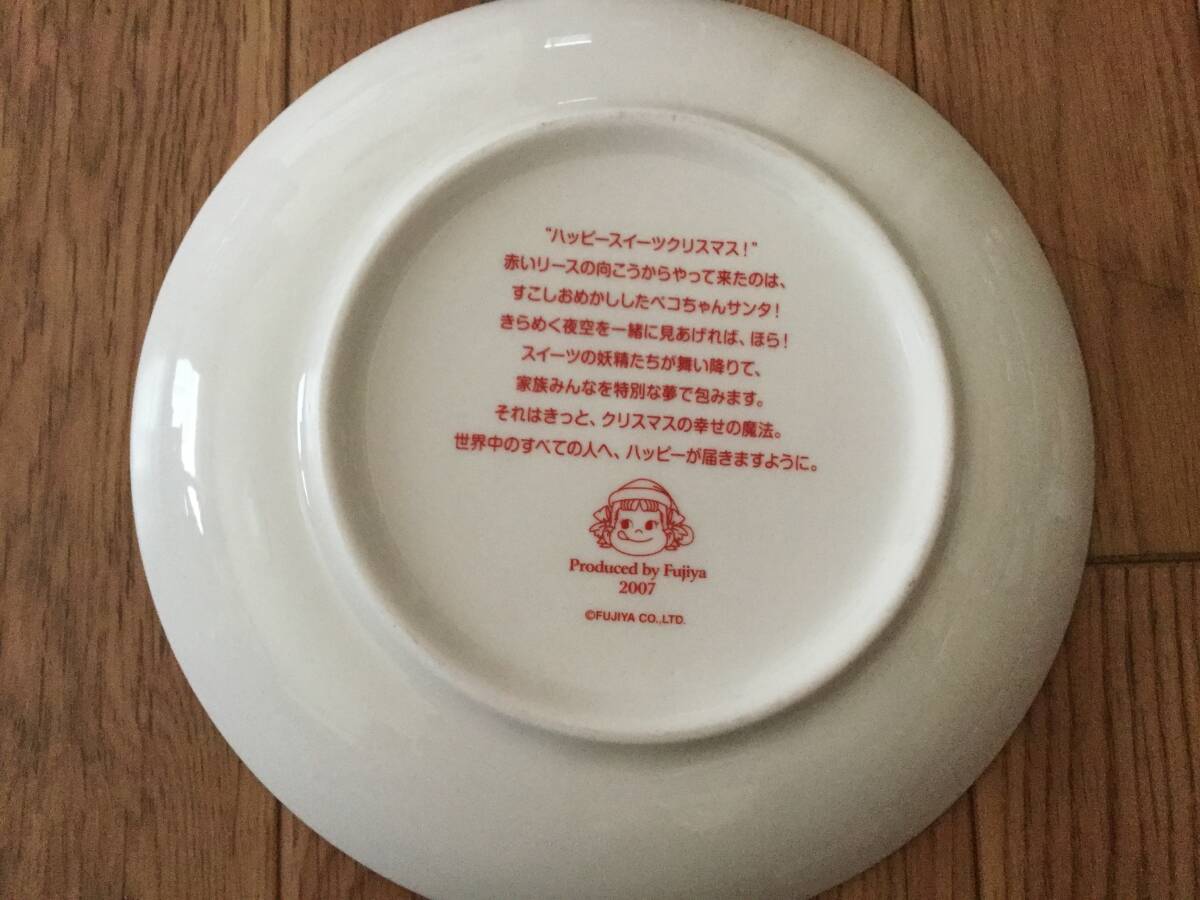 "ハッピースイーツクリスマス！"
赤いリースの向こうからやって来たのは、
すこしおめかししたペコちゃんサンタ！
きらめく夜空を一緒に見あげれば、ほら！
スイーツの妖精たちが舞い降りて、
家族みんなを特別な夢で包みます。
それはきっと、クリスマスの幸せの魔法。
世界中のすべての人へ、ハッピーが届きますように。
Produced by Fujiya
2007
©FUJIYA CO.,LTD.